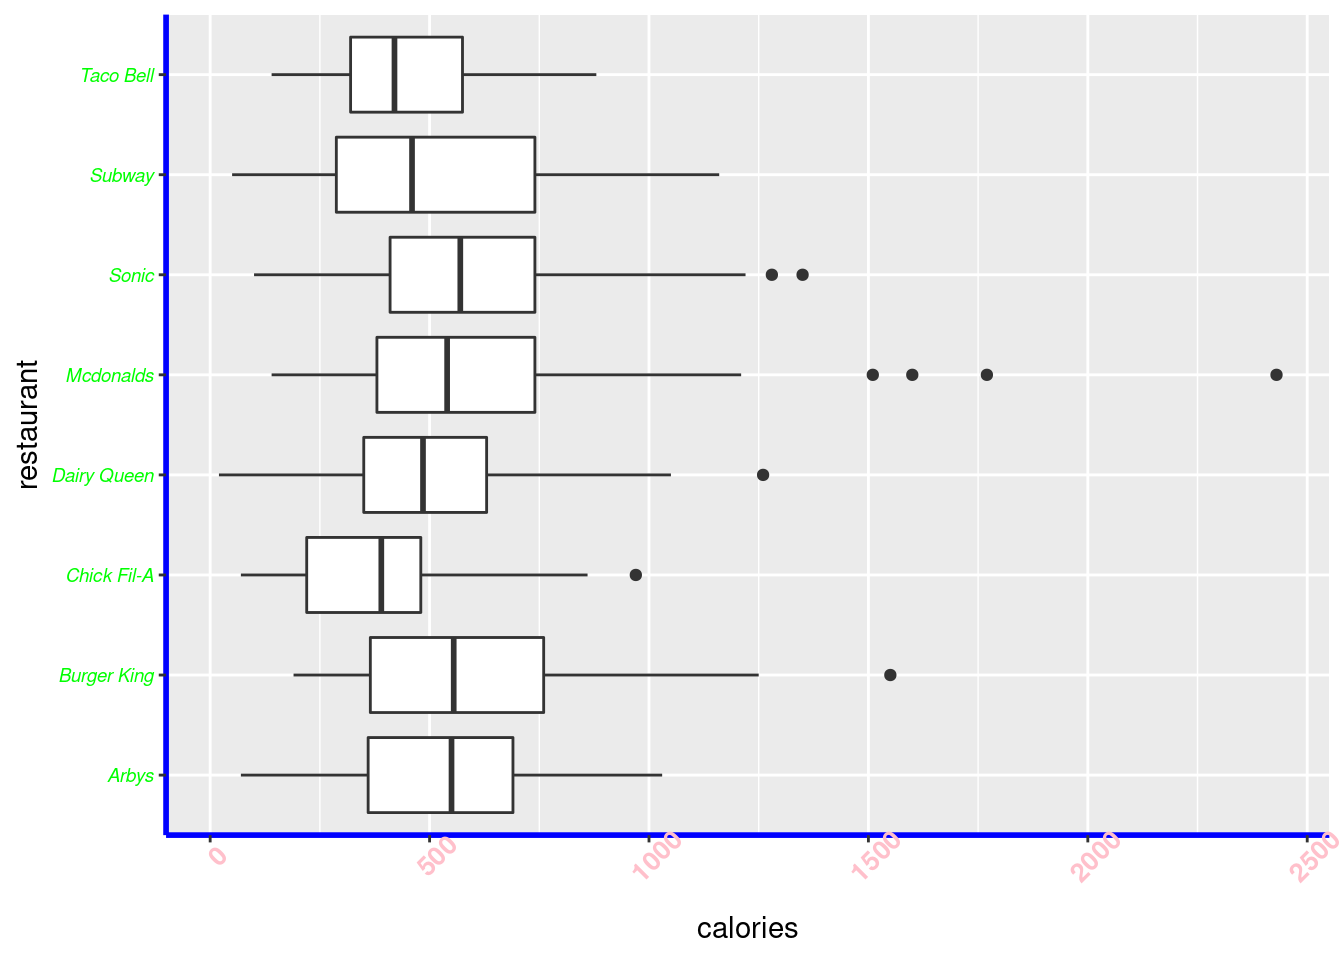 Taco Bell
Subway
Sonic
Mcdonalds
Dairy Queen
Chick Fil-A
Burger King
Arbys
restaurant
0 500 1000 1500 2000 2500
calories